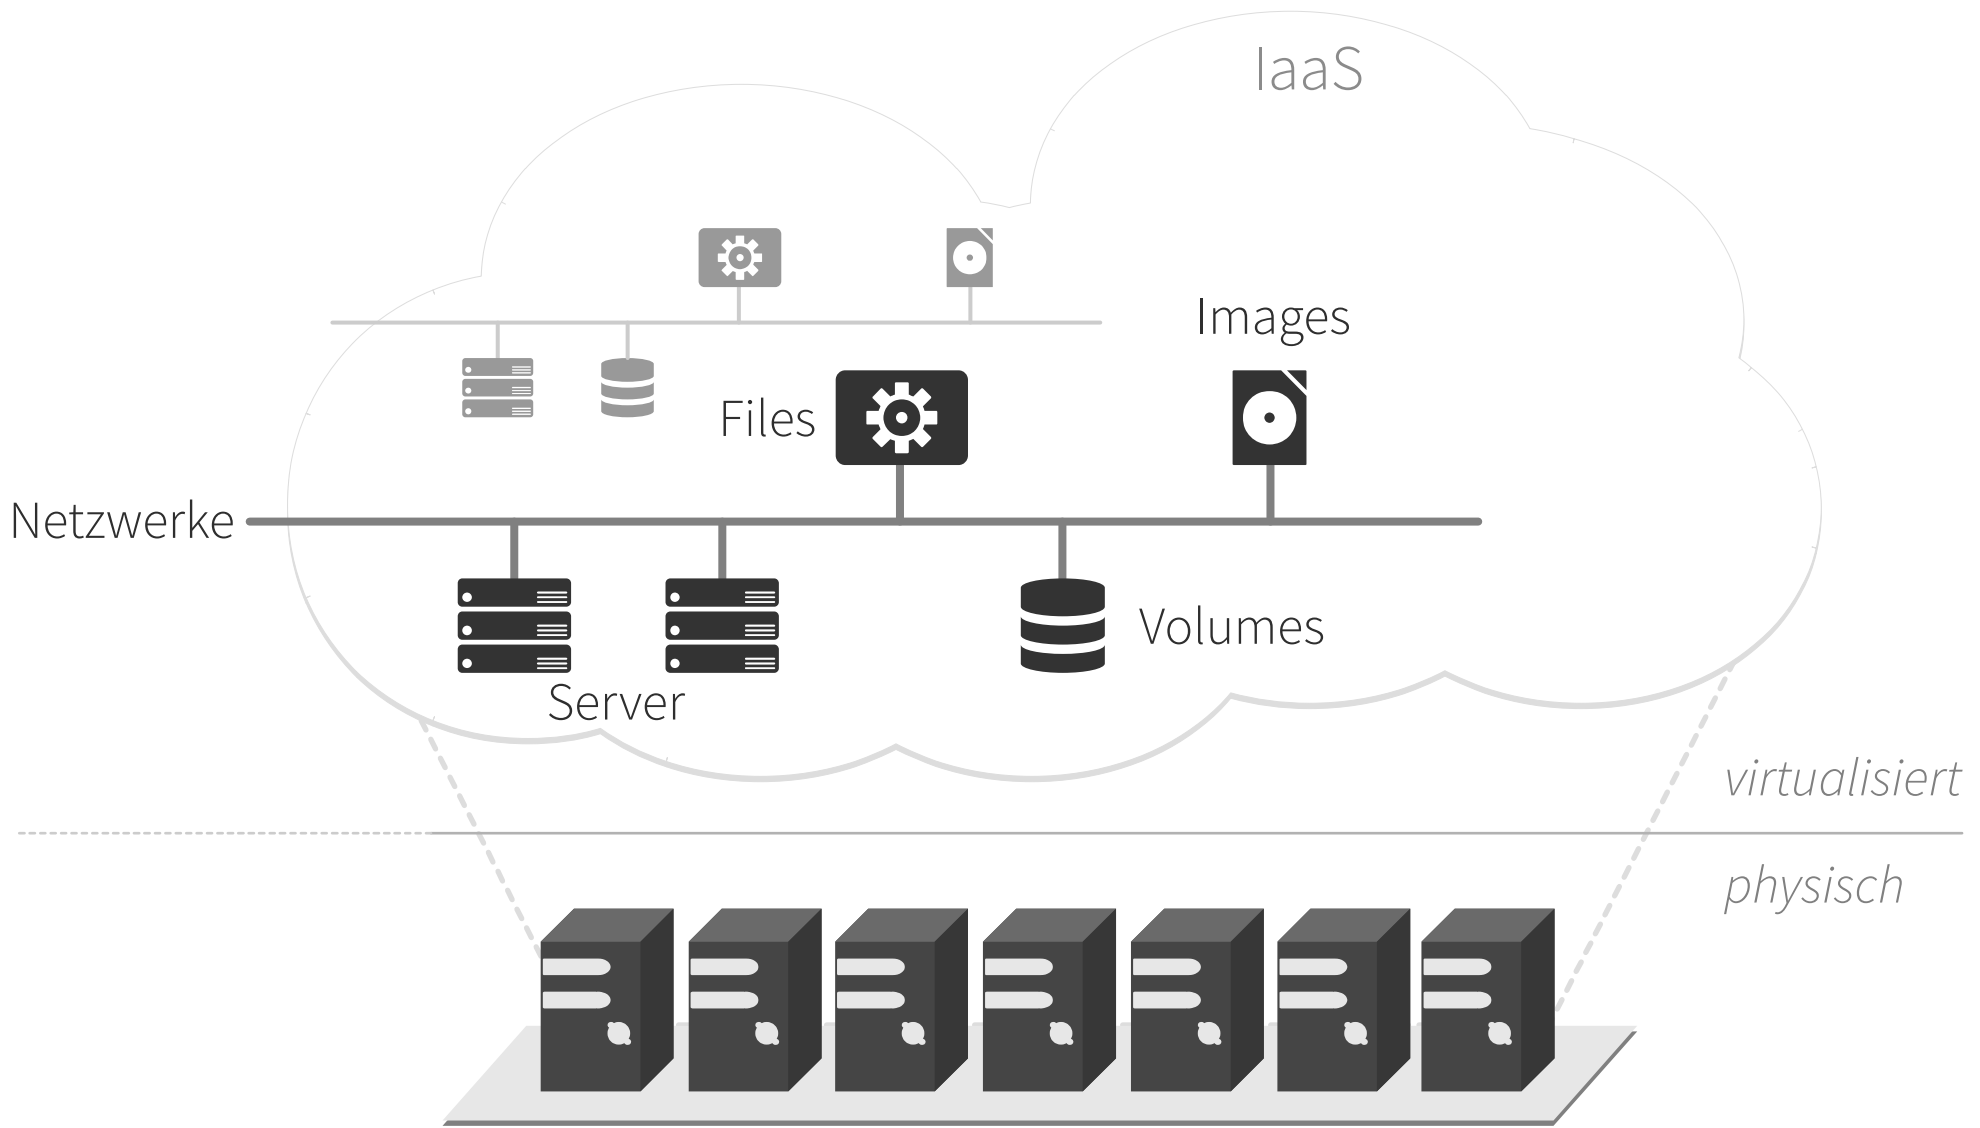 IaaS
Images
Files
Netzwerke
Volumes
Server
virtualisiert
physisch